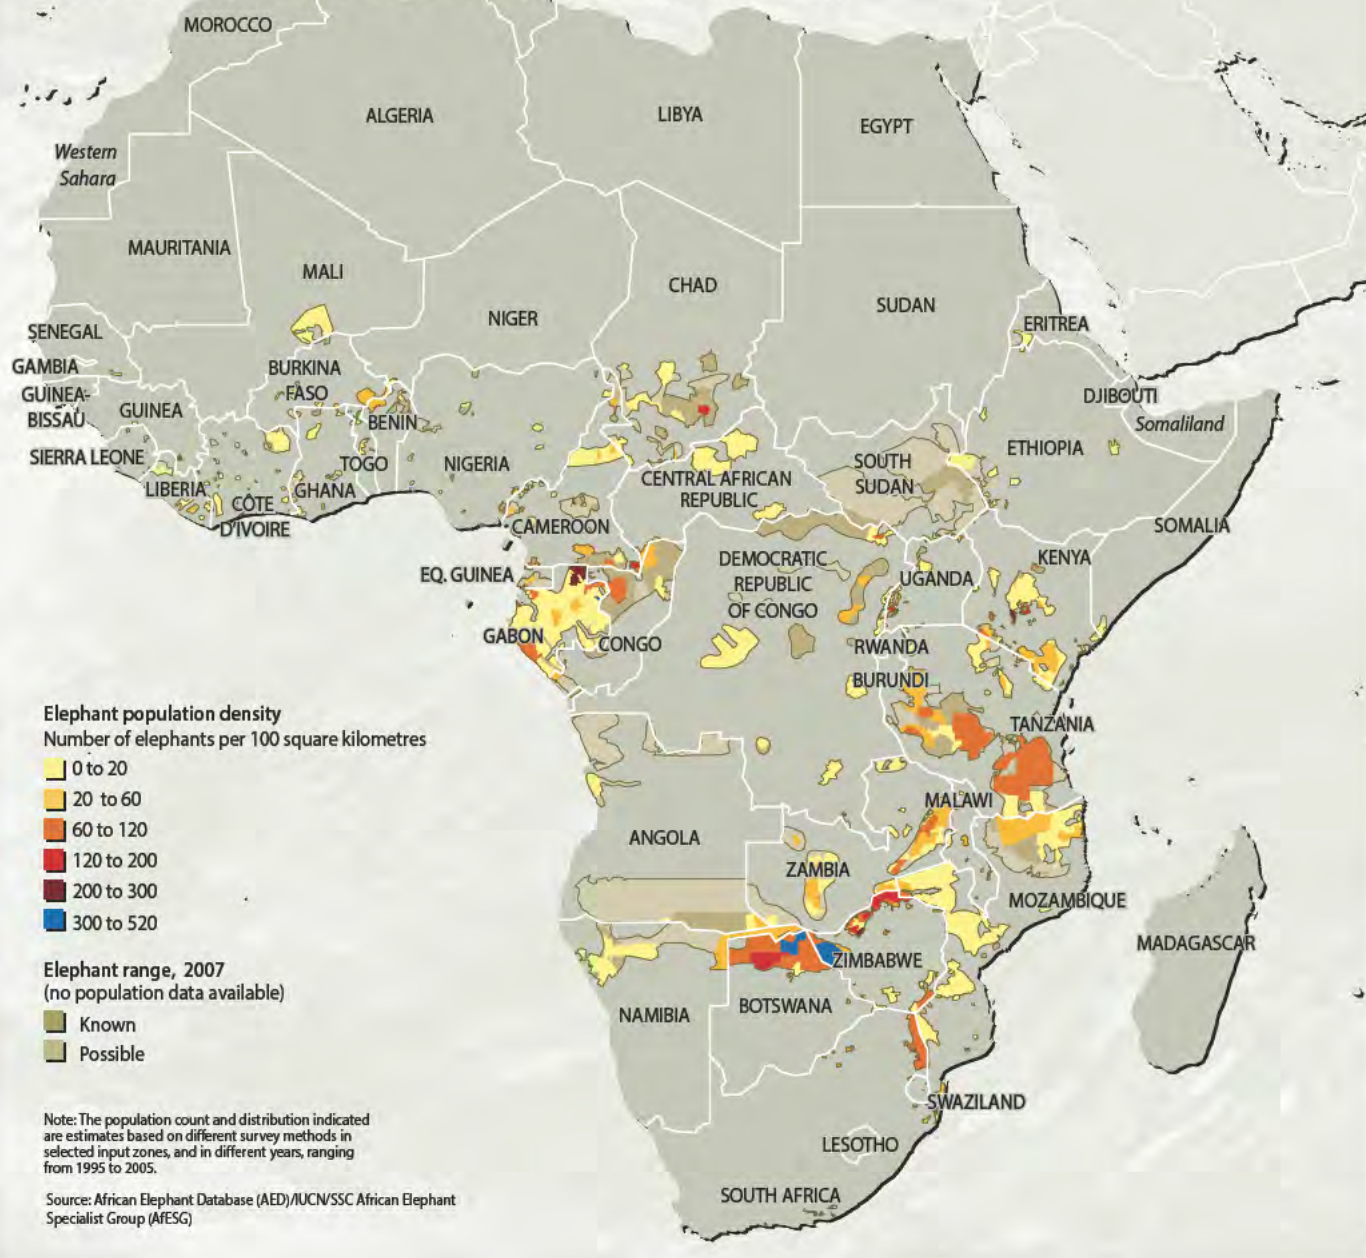 MOROCCO
ALGERIA
LIBYA
EGYPT
Western
Sahara
MAURITANIA
MALI
NIGER
CHAD
SUDAN
ERITREA
SENEGAL
GAMBIA
GUINEA-
BISSAU
GUINEA
BURKINA
FASO
BENIN
DJIBOUTI
Somaliland
SIERRA LEONE
LIBERIA
CÔTE
D'IVOIRE
GHANA
TOGO
NIGERIA
CENTRAL AFRICAN
REPUBLIC
SOUTH
SUDAN
ETHIOPIA
SOMALIA
CAMEROON
EQ. GUINEA
DEMOCRATIC
REPUBLIC
OF CONGO
UGANDA
KENYA
GABON
CONGO
RWANDA
BURUNDI
TANZANIA
Elephant population density
Number of elephants per 100 square kilometres
0 to 20
20 to 60
60 to 120
120 to 200
200 to 300
300 to 520
Elephant range, 2007
(no population data available)
Known
Possible
MALAWI
ANGOLA
ZAMBIA
MOZAMBIQUE
MADAGASCAR
ZIMBABWE
NAMIBIA
BOTSWANA
SWAZILAND
LESOTHO
SOUTH AFRICA
Note: The population count and distribution indicated
are estimates based on different survey methods in
selected input zones, and in different years, ranging
from 1995 to 2005.
Source: African Elephant Database (AED)/IUCN/SSC African Elephant
Specialist Group (AfESG)